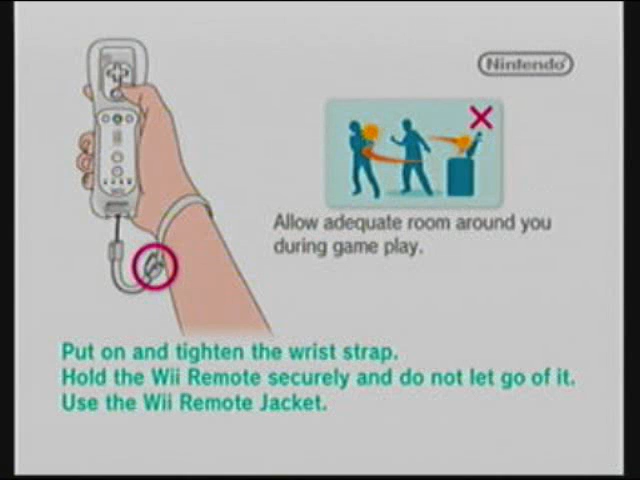 Nintendo
Allow adequate room around you
during game play.
Put on and tighten the wrist strap.
Hold the Wii Remote securely and do not let go of it.
Use the Wii Remote Jacket.